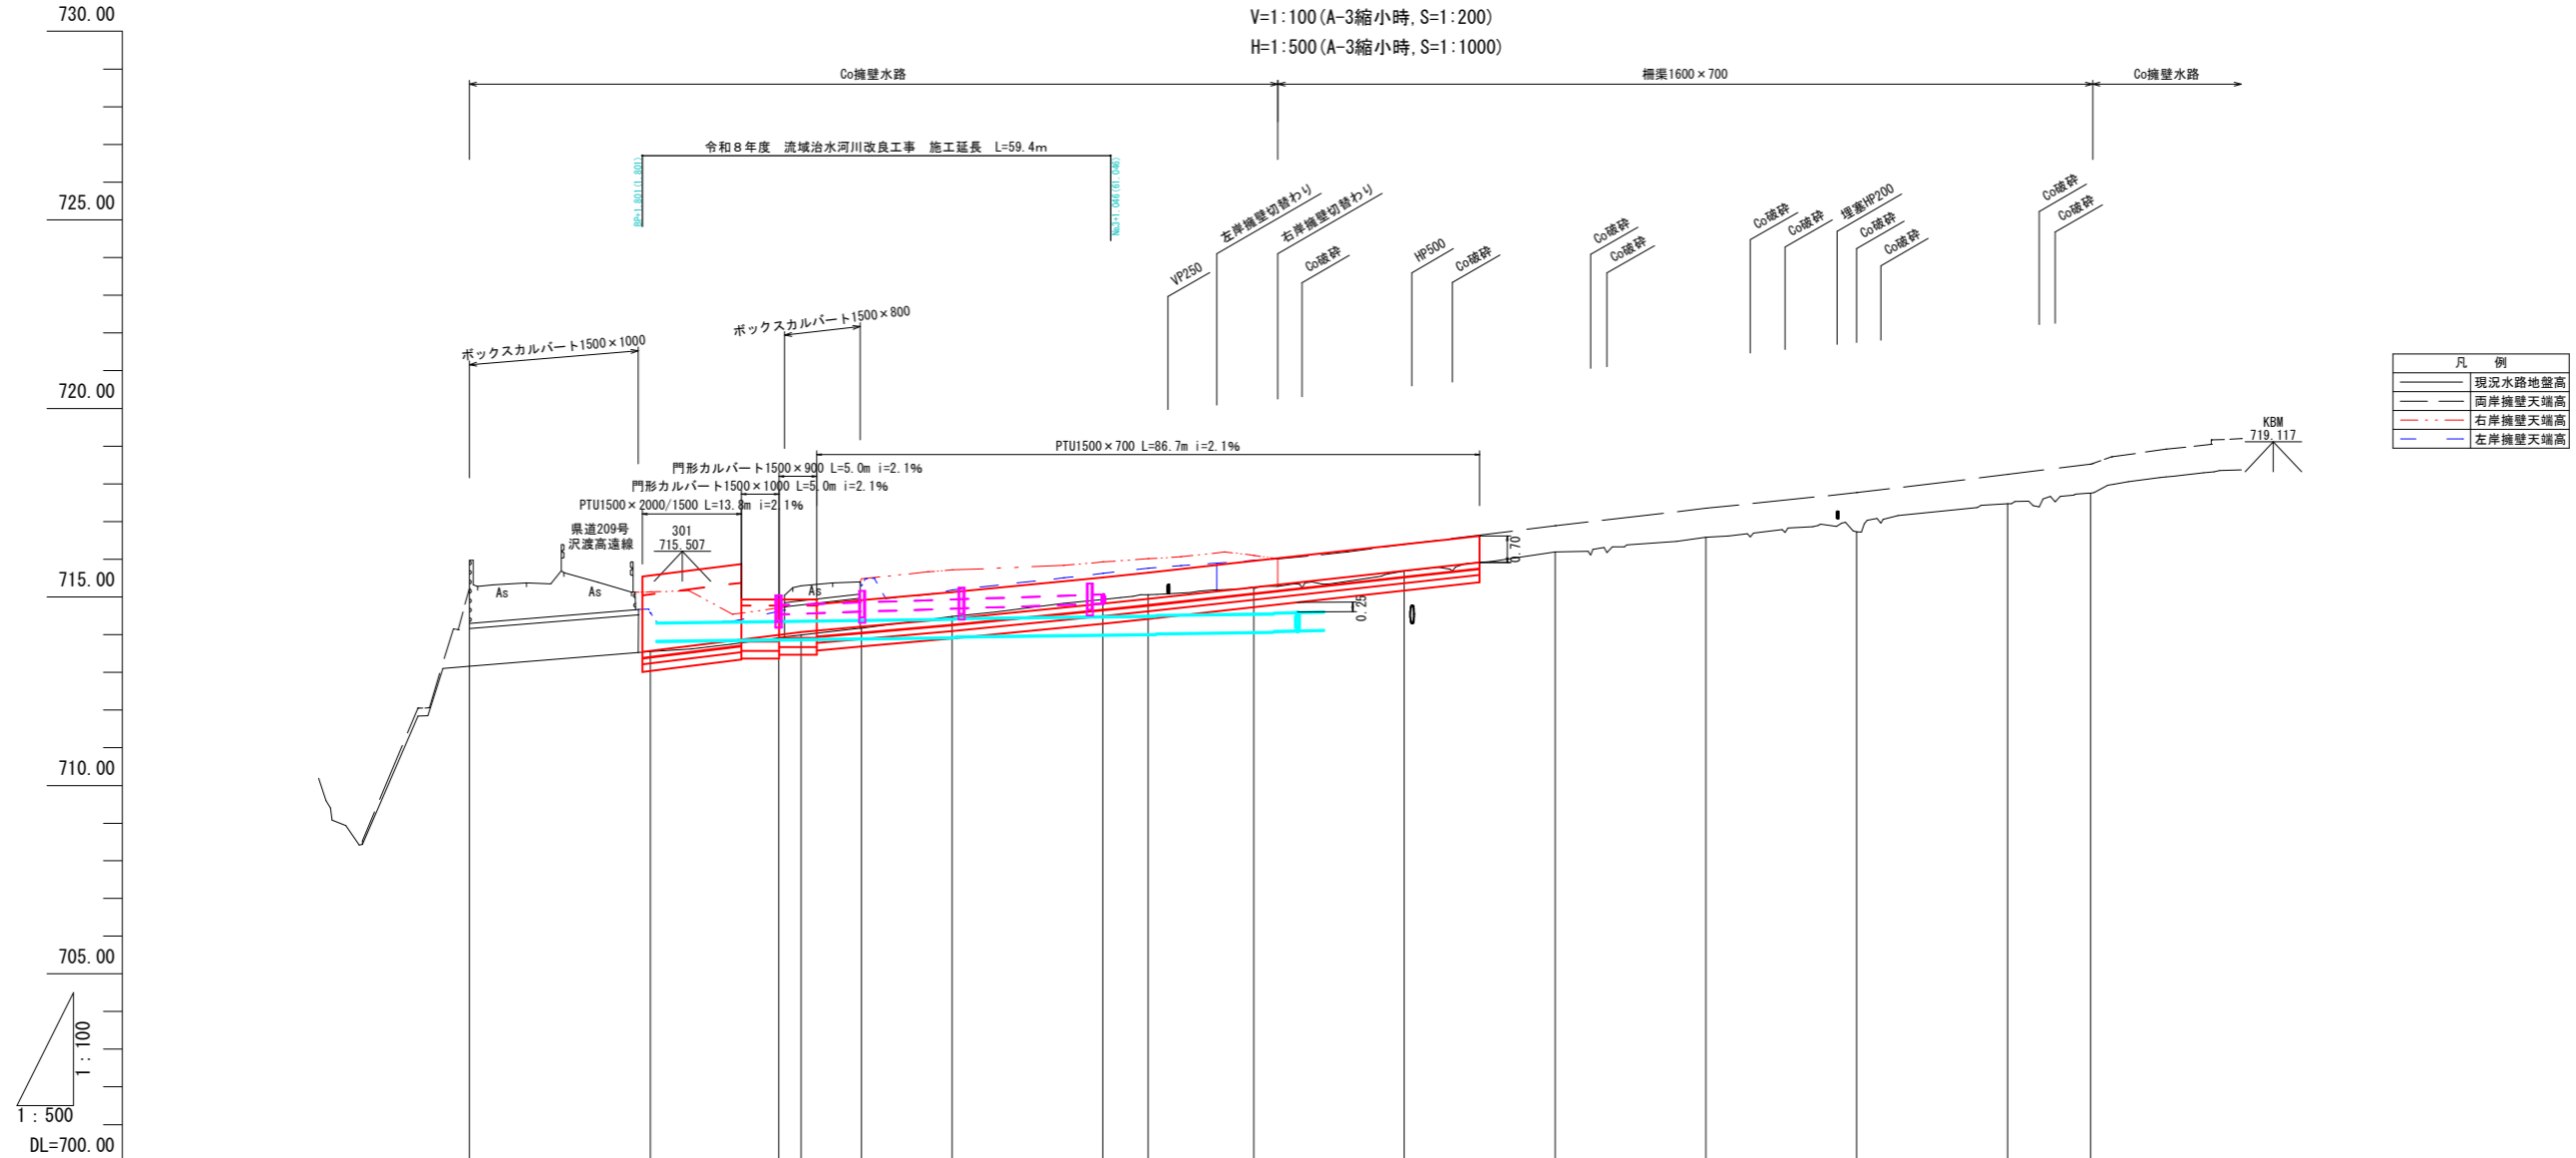 730.00
V=1:100(A-3縮小時,S=1:200)
H=1:500(A-3縮小時,S=1:1000)
Co擁壁水路
柵渠1600×700
Co擁壁水路
令和8年度 流域治水河川改良工事 施工延長 L=59.4m
BP+1.801(1.801)
No.3+1.046(61.046)
725.00
左岸擁壁切替わり
右岸擁壁切替わり
VP250
Co破砕
HP500
Co破砕
Co破砕
Co破砕
Co破砕
Co破砕
埋塞HP200
Co破砕
Co破砕
Co破砕
Co破砕
ボックスカルバート1500×1000
ボックスカルバート1500×800
720.00
凡 例
現況水路地盤高
両岸擁壁天端高
右岸擁壁天端高
左岸擁壁天端高
KBM
719.117
PTU1500×700 L=86.7m i=2.1%
門形カルバート1500×900 L=5.0m i=2.1%
門形カルバート1500×1000 L=5.0m i=2.1%
PTU1500×2000/1500 L=13.8m i=2.1%
県道209号
沢渡高遠線
301
715.507
0.70
715.00
As
As
As
0.25
710.00
705.00
1:100
1:500
DL=700.00